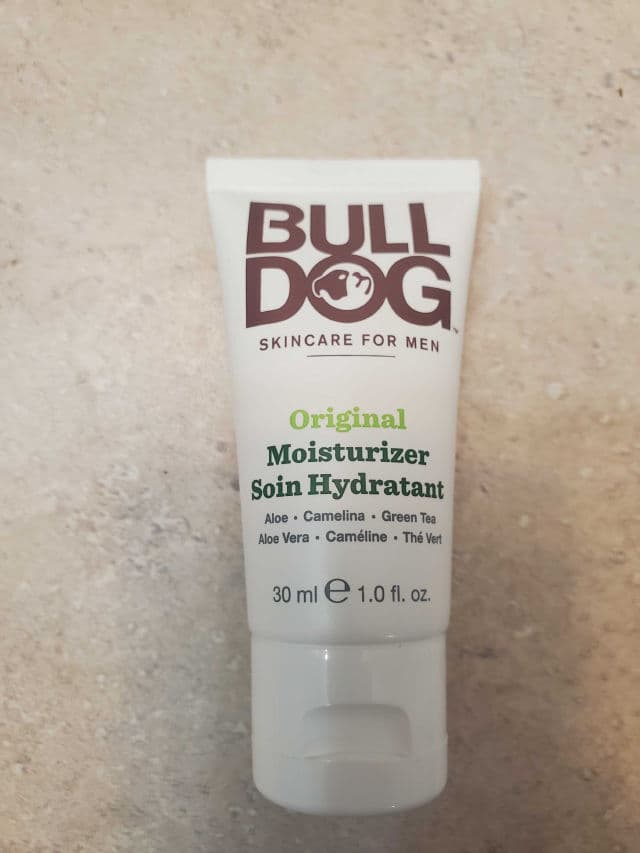 BULL
DOG™
SKINCARE FOR MEN
Original
Moisturizer
Soin Hydratant
Aloe • Camelina • Green Tea
Aloe Vera • Caméline • Thé Vert
30 ml ℮ 1.0 fl. oz.